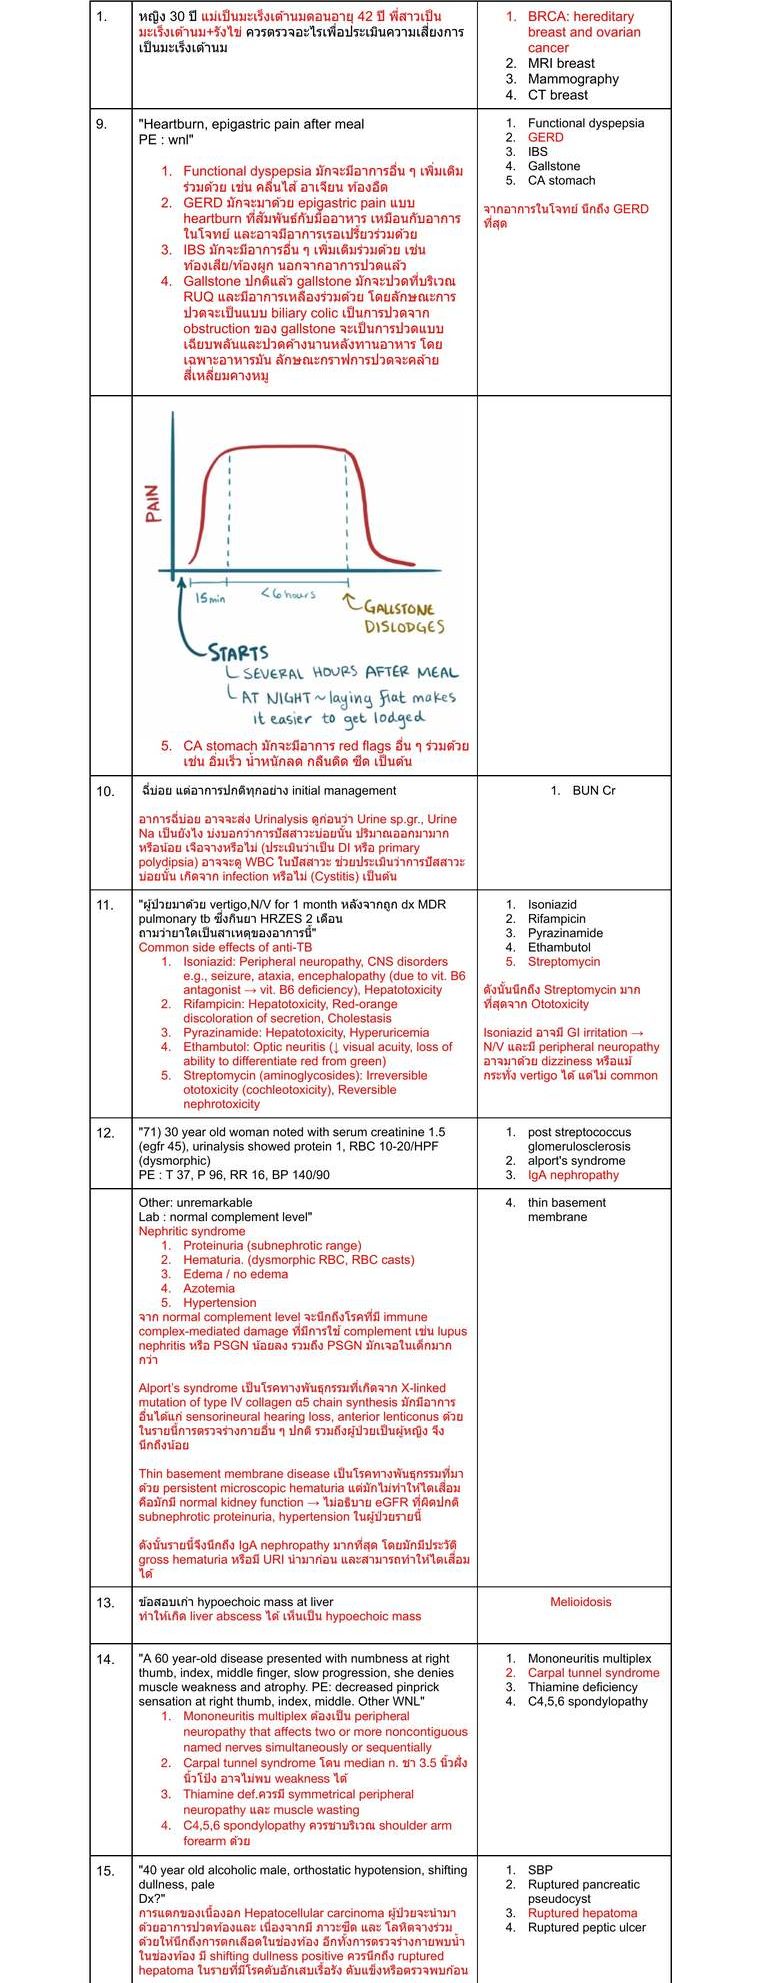 1.
หญิง 30 ปี แม่เป็นมะเร็งเต้านมตอนอายุ 42 ปี พี่สาวเป็น
มะเร็งเต้านม+รังไข่ ควรตรวจอะไรเพื่อประเมินความเสี่ยงการ
เป็นมะเร็งเต้านม
1. BRCA: hereditary
breast and ovarian
cancer
2. MRI breast
3. Mammography
4. CT breast
9.
"Heartburn, epigastric pain after meal
PE : wnl"
1. Functional dyspepsia มักจะมีอาการอื่น ๆ เพิ่มเติม
ร่วมด้วย เช่น คลื่นไส้ อาเจียน ท้องอืด
2. GERD มักจะมาด้วย epigastric pain แบบ
heartburn ที่สัมพันธ์กับมื้ออาหาร เหมือนกับอาการ
ในโจทย์ และอาจมีอาการเรอเปรี้ยวร่วมด้วย
3. IBS มักจะมีอาการอื่น ๆ เพิ่มเติมร่วมด้วย เช่น
ท้องเสีย/ท้องผูก นอกจากอาการปวดแล้ว
4. Gallstone ปกติแล้ว gallstone มักจะปวดที่บริเวณ
RUQ และมีอาการเหลืองร่วมด้วย โดยลักษณะการ
ปวดจะเป็นแบบ biliary colic เป็นการปวดจาก
obstruction ของ gallstone จะเป็นการปวดแบบ
เฉียบพลันและปวดค้างนานหลังทานอาหาร โดย
เฉพาะอาหารมัน ลักษณะกราฟการปวดจะคล้าย
สี่เหลี่ยมคางหมู
1. Functional dyspepsia
2. GERD
3. IBS
4. Gallstone
5. CA stomach
จากอาการในโจทย์ นึกถึง GERD
ที่สุด
PAIN
15 min
<6 hours
GALLSTONE
DISLODGES
STARTS
SEVERAL HOURS AFTER MEAL
AT NIGHT ~ laying flat makes
it easier to get lodged
5. CA stomach มักจะมีอาการ red flags อื่น ๆ ร่วมด้วย
เช่น อิ่มเร็ว น้ำหนักลด กลืนติด ซีด เป็นต้น
10.
ฉี่บ่อย แต่อาการปกติทุกอย่าง initial management
อาการฉี่บ่อย อาจจะส่ง Urinalysis ดูก่อนว่า Urine sp.gr., Urine
Na เป็นยังไง บ่งบอกว่าการปัสสาวะบ่อยนั้น ปริมาณออกมามาก
หรือน้อย เจือจางหรือไม่ (ประเมินว่าเป็น DI หรือ primary
polydipsia) อาจจะดู WBC ในปัสสาวะ ช่วยประเมินว่าการปัสสาวะ
บ่อยนั้น เกิดจาก infection หรือไม่ (Cystitis) เป็นต้น
1. BUN Cr
11.
"ผู้ป่วยมาด้วย vertigo,N/V for 1 month หลังจากถูก dx MDR
pulmonary tb ซึ่งกินยา HRZES 2 เดือน
ถามว่ายาใดเป็นสาเหตุของอาการนี้"
Common side effects of anti-TB
1. Isoniazid: Peripheral neuropathy, CNS disorders
e.g., seizure, ataxia, encephalopathy (due to vit. B6
antagonist → vit. B6 deficiency), Hepatotoxicity
2. Rifampicin: Hepatotoxicity, Red-orange
discoloration of secretion, Cholestasis
3. Pyrazinamide: Hepatotoxicity, Hyperuricemia
4. Ethambutol: Optic neuritis (↓ visual acuity, loss of
ability to differentiate red from green)
5. Streptomycin (aminoglycosides): Irreversible
ototoxicity (cochleotoxicity), Reversible
nephrotoxicity
1. Isoniazid
2. Rifampicin
3. Pyrazinamide
4. Ethambutol
5. Streptomycin
ดังนั้นนึกถึง Streptomycin มาก
ที่สุดจาก Ototoxicity
Isoniazid อาจมี GI irritation →
N/V และมี peripheral neuropathy
อาจมาด้วย dizziness หรือแม้
กระทั่ง vertigo ได้ แต่ไม่ common
12.
"71) 30 year old woman noted with serum creatinine 1.5
(egfr 45), urinalysis showed protein 1, RBC 10-20/HPF
(dysmorphic)
PE : T 37, P 96, RR 16, BP 140/90
1. post streptococcus
glomerulosclerosis
2. alport's syndrome
3. IgA nephropathy
Other: unremarkable
Lab : normal complement level"
Nephritic syndrome
1. Proteinuria (subnephrotic range)
2. Hematuria. (dysmorphic RBC, RBC casts)
3. Edema / no edema
4. Azotemia
5. Hypertension
จาก normal complement level จะนึกถึงโรคที่มี immune
complex-mediated damage ที่มีการใช้ complement เช่น lupus
nephritis หรือ PSGN น้อยลง รวมถึง PSGN มักเจอในเด็กมาก
กว่า
Alport's syndrome เป็นโรคทางพันธุกรรมที่เกิดจาก X-linked
mutation of type IV collagen α5 chain synthesis มักมีอาการ
อื่นได้แก่ sensorineural hearing loss, anterior lenticonus ด้วย
ในรายนี้การตรวจร่างกายอื่น ๆ ปกติ รวมถึงผู้ป่วยเป็นผู้หญิง จึง
นึกถึงน้อย
Thin basement membrane disease เป็นโรคทางพันธุกรรมที่มา
ด้วย persistent microscopic hematuria แต่มักไม่ทำให้ไตเสื่อม
คือมักมี normal kidney function → ไม่อธิบาย eGFR ที่ผิดปกติ
subnephrotic proteinuria, hypertension ในผู้ป่วยรายนี้
ดังนั้นรายนี้จึงนึกถึง IgA nephropathy มากที่สุด โดยมักมีประวัติ
gross hematuria หรือมี URI นำมาก่อน และสามารถทำให้ไตเสื่อม
ได้
4. thin basement
membrane
13.
ข้อสอบเก่า hypoechoic mass at liver
ทำให้เกิด liver abscess ได้ เห็นเป็น hypoechoic mass
Melioidosis
14.
"A 60 year-old disease presented with numbness at right
thumb, index, middle finger, slow progression, she denies
muscle weakness and atrophy. PE: decreased pinprick
sensation at right thumb, index, middle. Other WNL"
1. Mononeuritis multiplex ต้องเป็น peripheral
neuropathy that affects two or more noncontiguous
named nerves simultaneously or sequentially
2. Carpal tunnel syndrome โดน median n. ชา 3.5 นิ้วฝั่ง
นิ้วโป้ง อาจไม่พบ weakness ได้
3. Thiamine def.ควรมี symmetrical peripheral
neuropathy และ muscle wasting
4. C4,5,6 spondylopathy ควรชาบริเวณ shoulder arm
forearm ด้วย
1. Mononeuritis multiplex
2. Carpal tunnel syndrome
3. Thiamine deficiency
4. C4,5,6 spondylopathy
15.
"40 year old alcoholic male, orthostatic hypotension, shifting
dullness, pale
Dx?"
การแตกของเนื้องอก Hepatocellular carcinoma ผู้ป่วยจะนำมา
ด้วยอาการปวดท้องและ เนื่องจากมี ภาวะซีด และ โลหิตจางร่วม
ด้วยให้นึกถึงการตกเลือดในช่องท้อง อีกทั้งการตรวจร่างกายพบน้ำ
ในช่องท้อง มี shifting dullness positive ควรนึกถึง ruptured
hepatoma ในรายที่มีโรคตับอักเสบเรื้อรัง ตับแข็งหรือตรวจพบก้อน
1. SBP
2. Ruptured pancreatic
pseudocyst
3. Ruptured hepatoma
4. Ruptured peptic ulcer